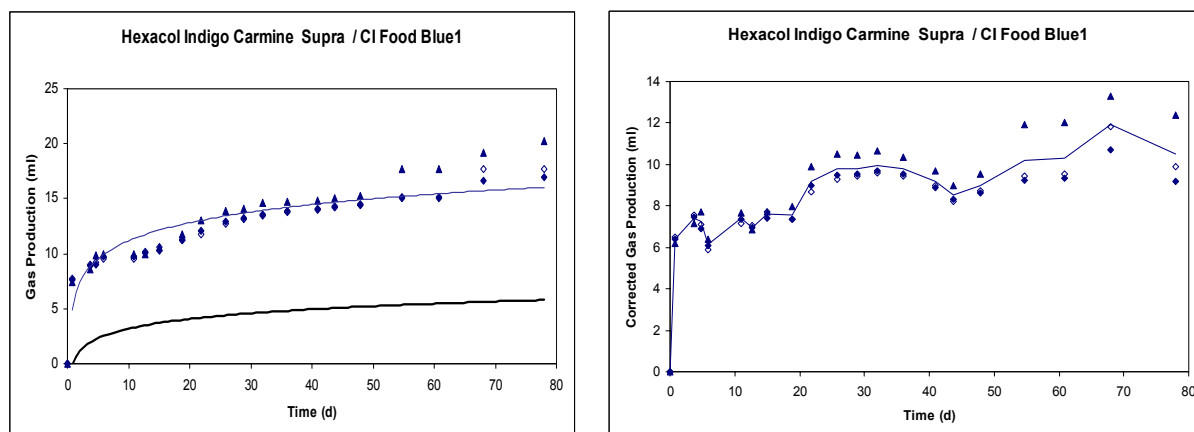 Hexacol Indigo Carmine Supra / CI Food Blue1
25
20
15
10
5
0
Gas Production (ml)
0 10 20 30 40 50 60 70 80
Time (d)
Hexacol Indigo Carmine Supra / CI Food Blue1
14
12
10
8
6
4
2
0
Corrected Gas Production (ml)
0 10 20 30 40 50 60 70 80
Time (d)